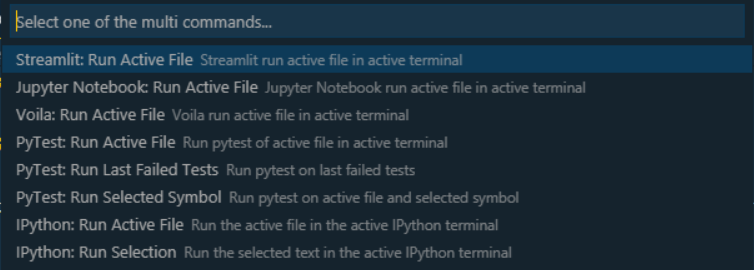 Select one of the multi commands...
Streamlit: Run Active File Streamlit run active file in active terminal
Jupyter Notebook: Run Active File Jupyter Notebook run active file in active terminal
Voila: Run Active File Voila run active file in active terminal
PyTest: Run Active File Run pytest of active file in active terminal
PyTest: Run Last Failed Tests Run pytest on last failed tests
PyTest: Run Selected Symbol Run pytest on active file and selected symbol
IPython: Run Active File Run the active file in the active IPython terminal
IPython: Run Selection Run the selected text in the active IPython terminal